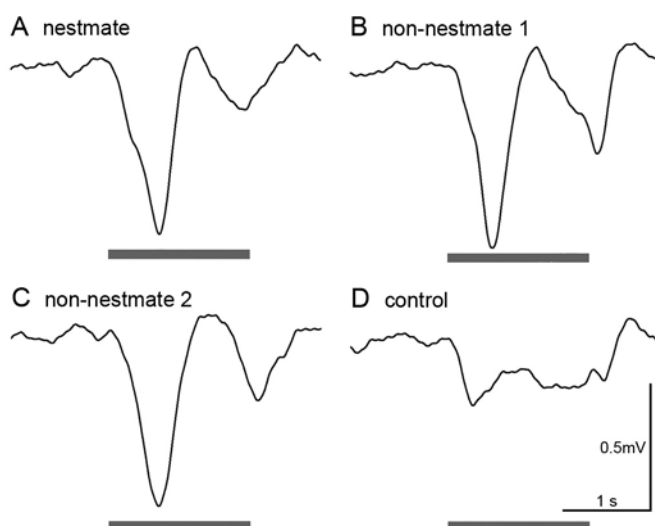 A nestmate
B non-nestmate 1
C non-nestmate 2
D control
0.5mV
1 s